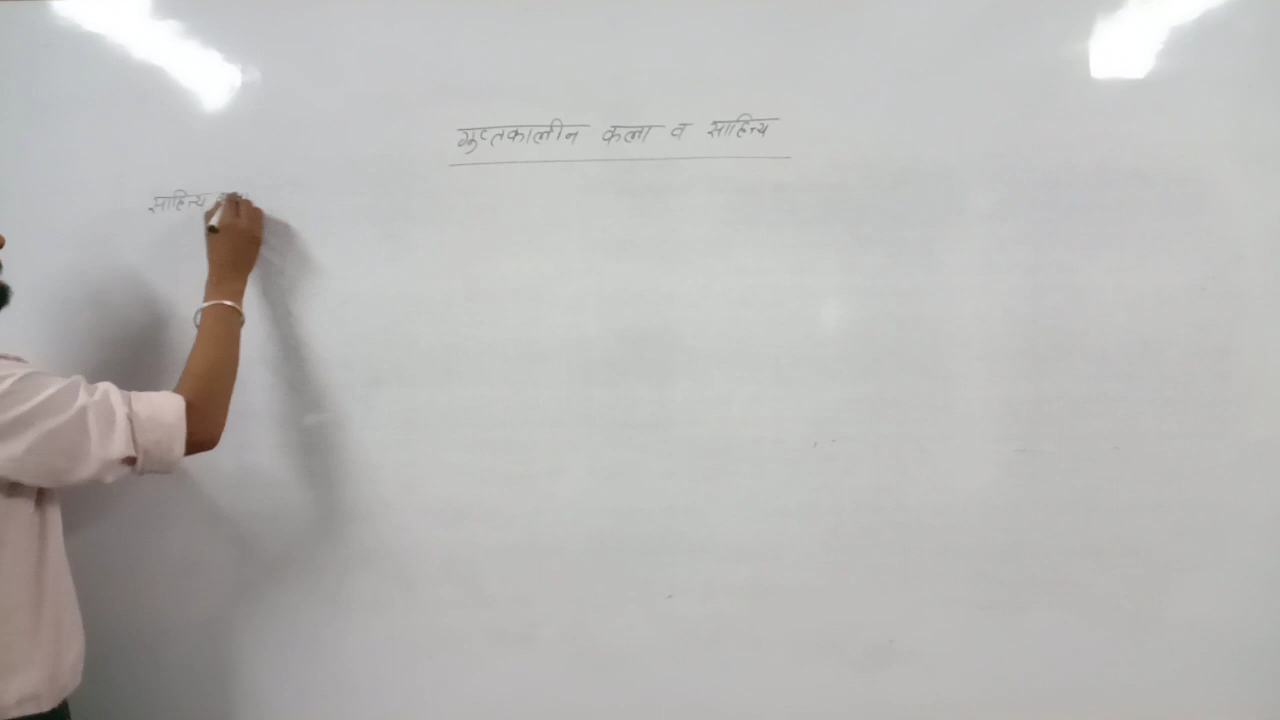 गुप्तकालीन कला व साहित्य
साहित्य